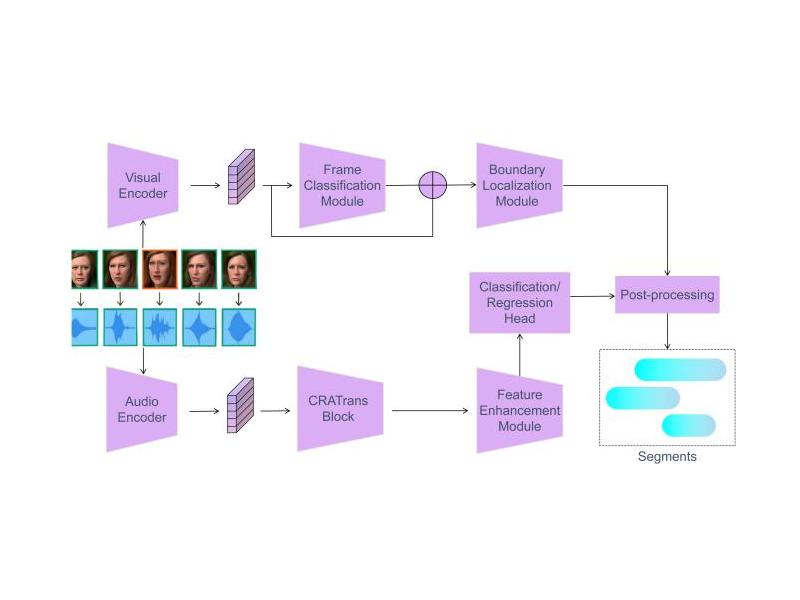 Visual
Encoder
Frame
Classification
Module
Boundary
Localization
Module
Classification/
Regression
Head
Post-processing
Audio
Encoder
CRATrans
Block
Feature
Enhancement
Module
Segments